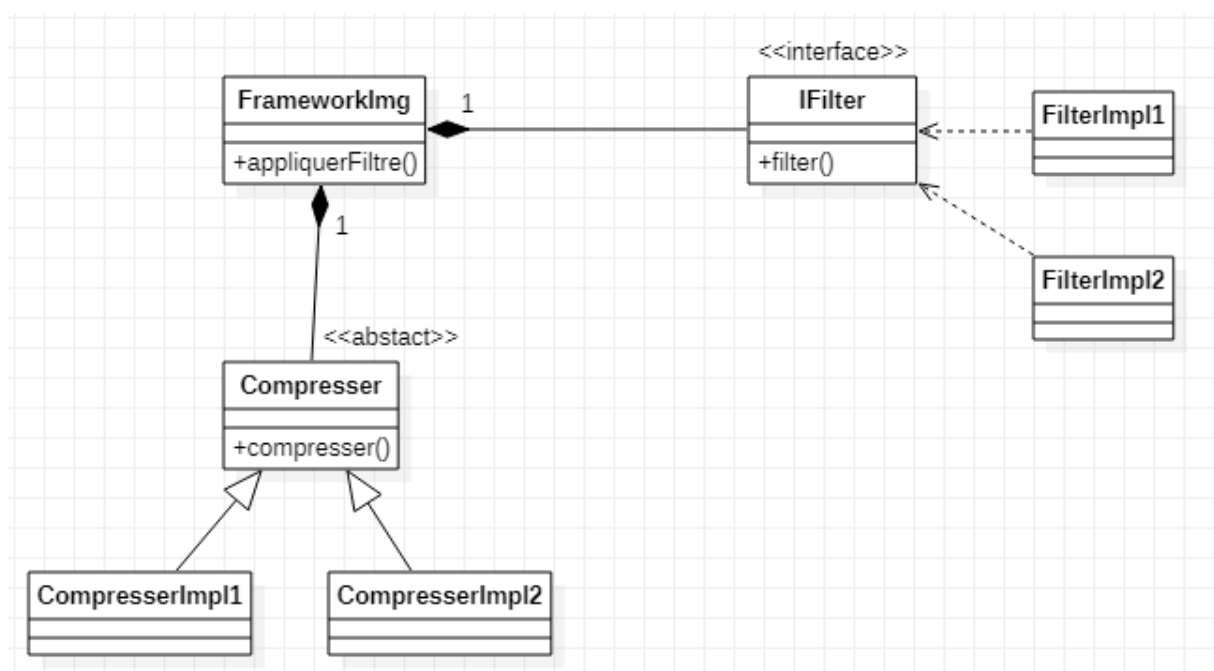 <<interface>>
FrameworkImg
1
IFilter
FilterImpl1
+appliquerFiltre()
+filter()
1
FilterImpl2
<<abstact>>
Compresser
+compresser()
CompresserImpl1
CompresserImpl2